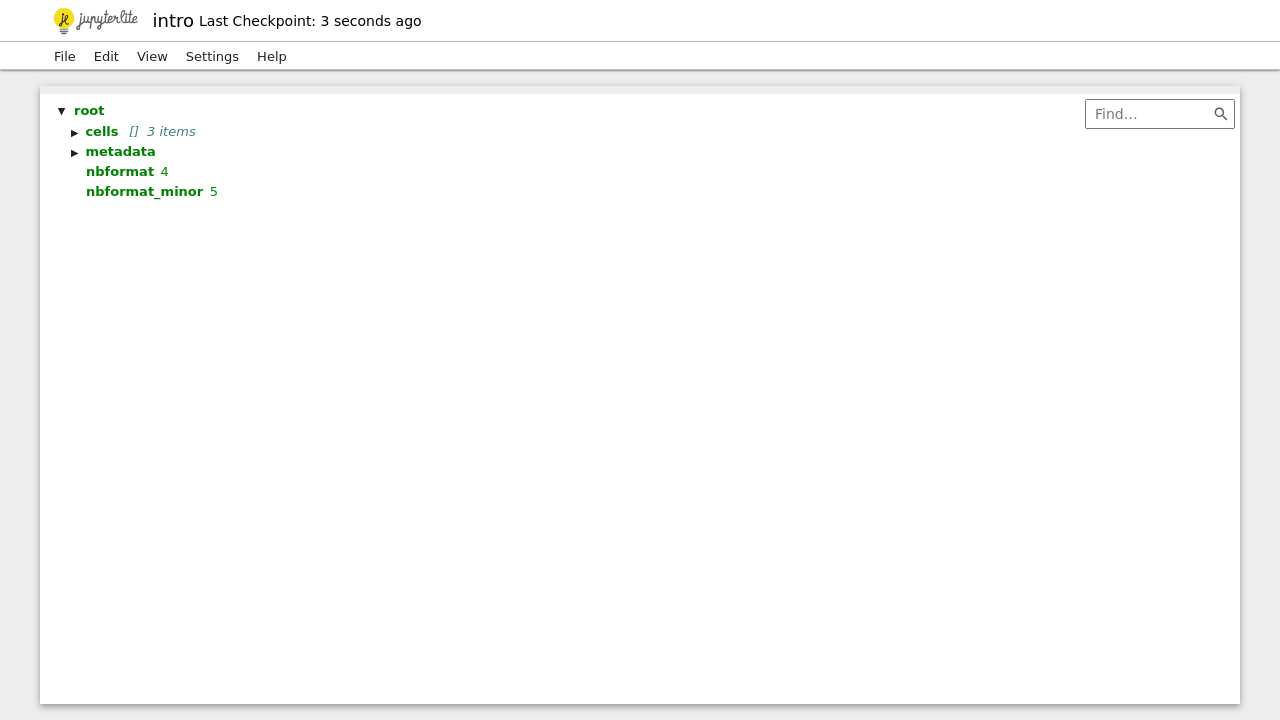 jupyterlite intro Last Checkpoint: 3 seconds ago
File Edit View Settings Help
root
Find…
cells [] 3 items
metadata
nbformat 4
nbformat_minor 5